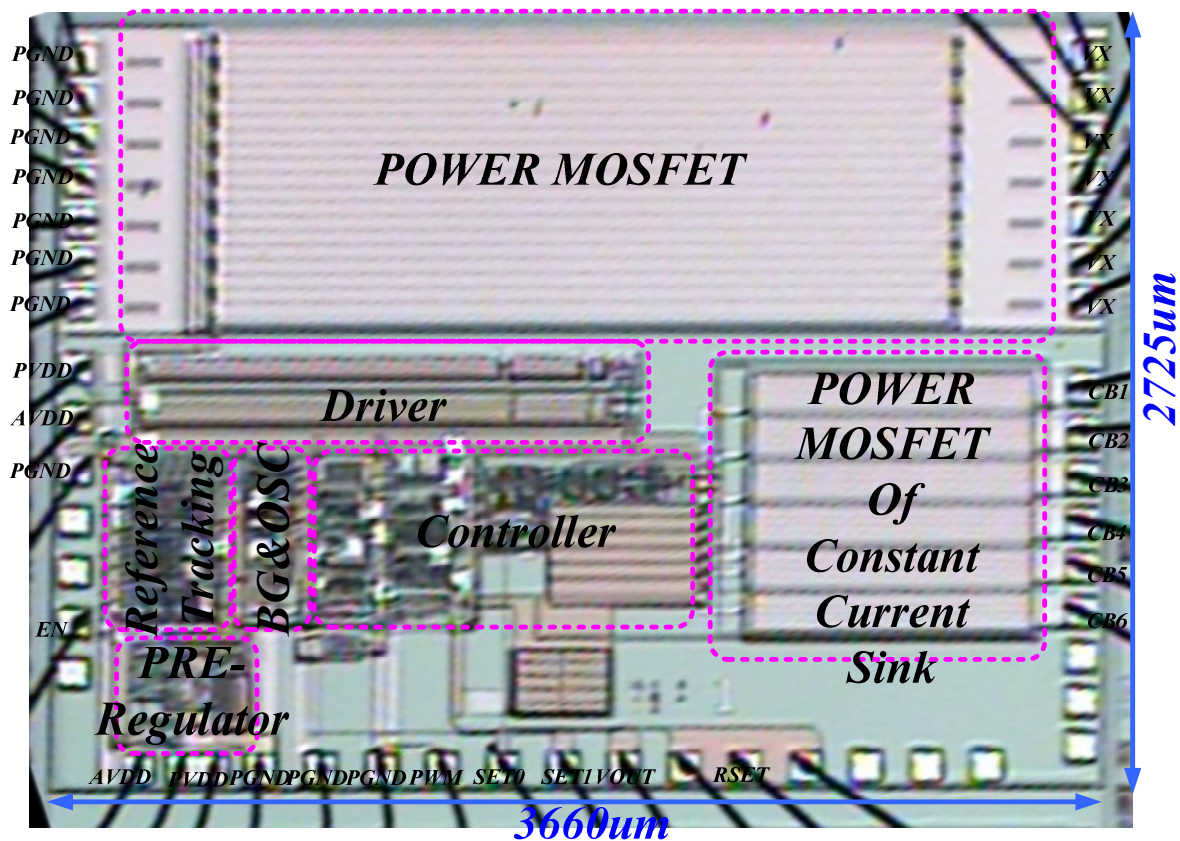 PGND
PGND
PGND
PGND
PGND
PGND
PGND
PVDD
AVDD
PGND
EN
POWER MOSFET
VX
VX
VX
VX
VX
VX
VX
Driver
Reference
Tracking
BG&OSC
Controller
PRE-
Regulator
POWER
MOSFET
Of
Constant
Current
Sink
CB1
CB2
CB3
CB4
CB5
CB6
AVDD PVDD PGND PGND PGND PWM SET0 SET1 VOUT RSET
3660um
2725um